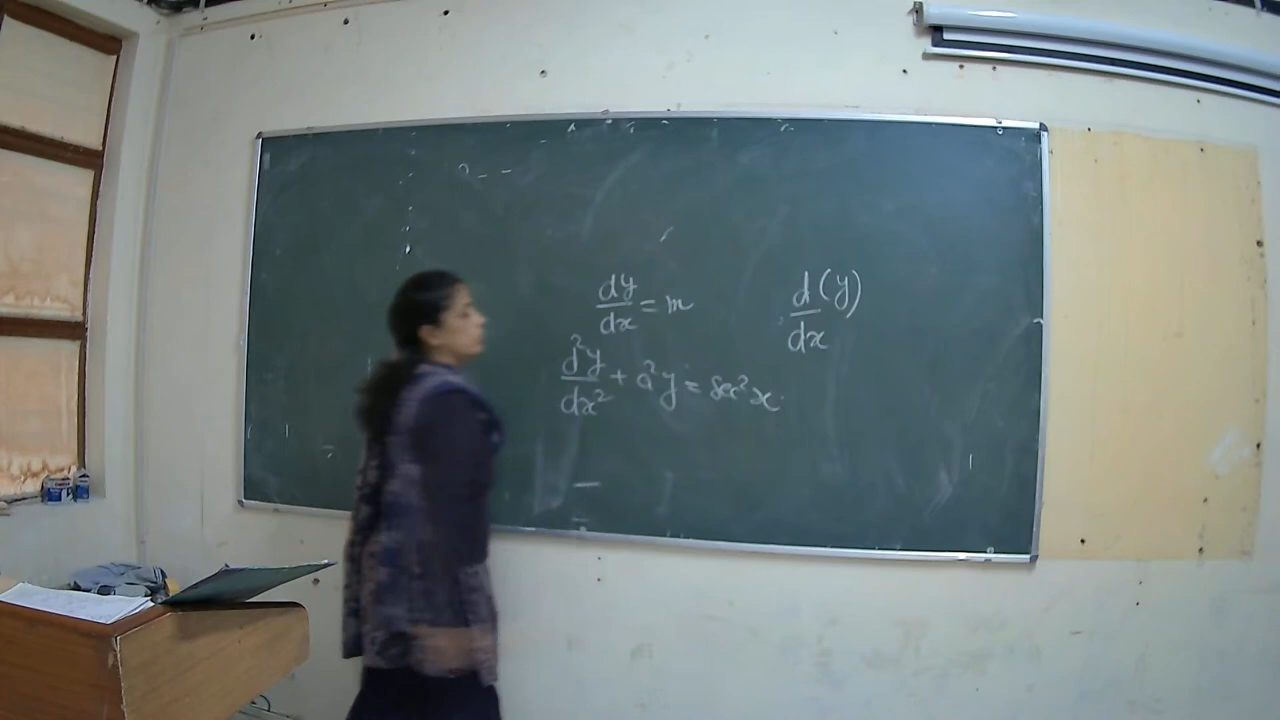 dy/dx = m
d/dx (y)
d²y/dx² + a²y = sec²x